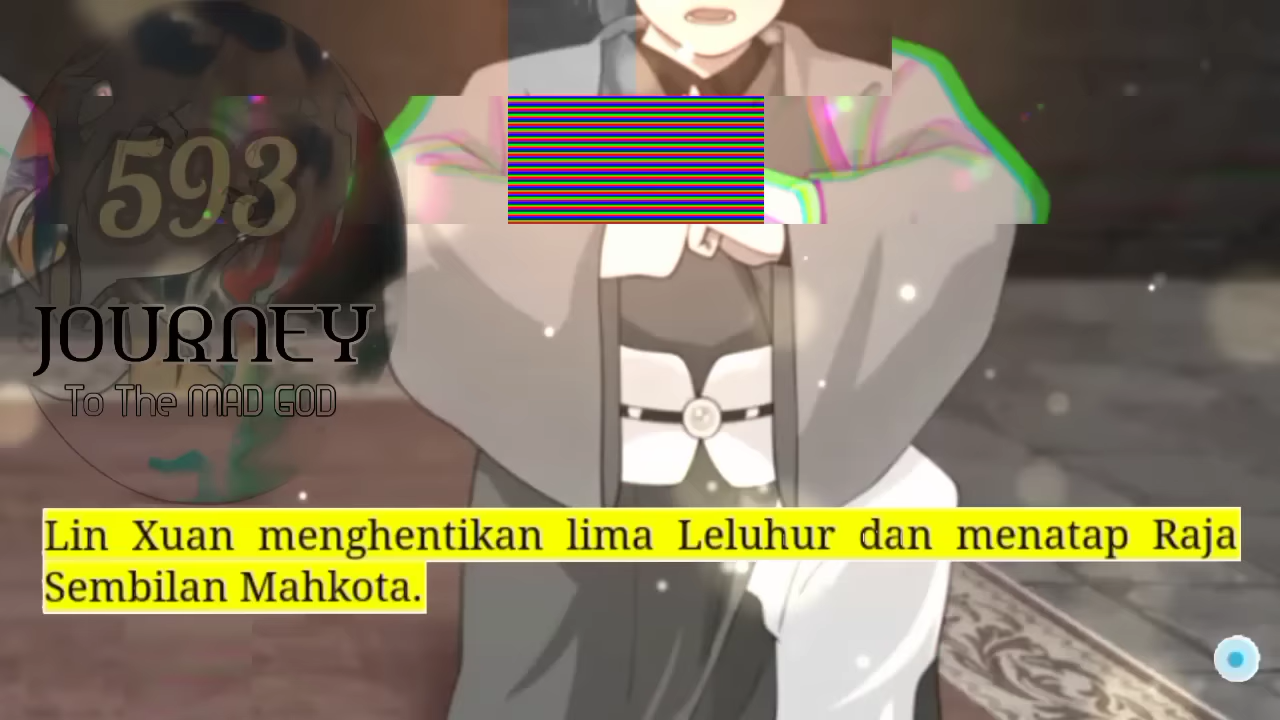 593
JOURNEY
To The MAD GOD
Lin Xuan menghentikan lima Leluhur dan menatap Raja
Sembilan Mahkota.